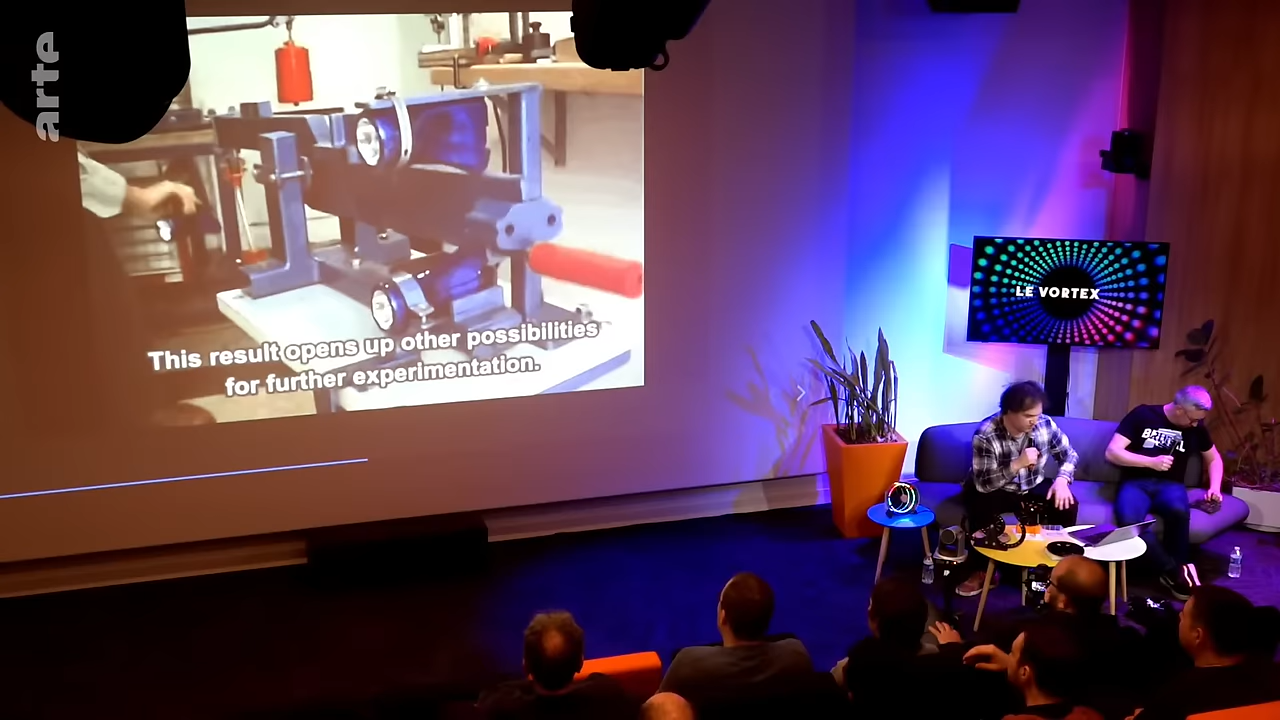 arte
This result opens up other possibilities
for further experimentation.
LE VORTEX